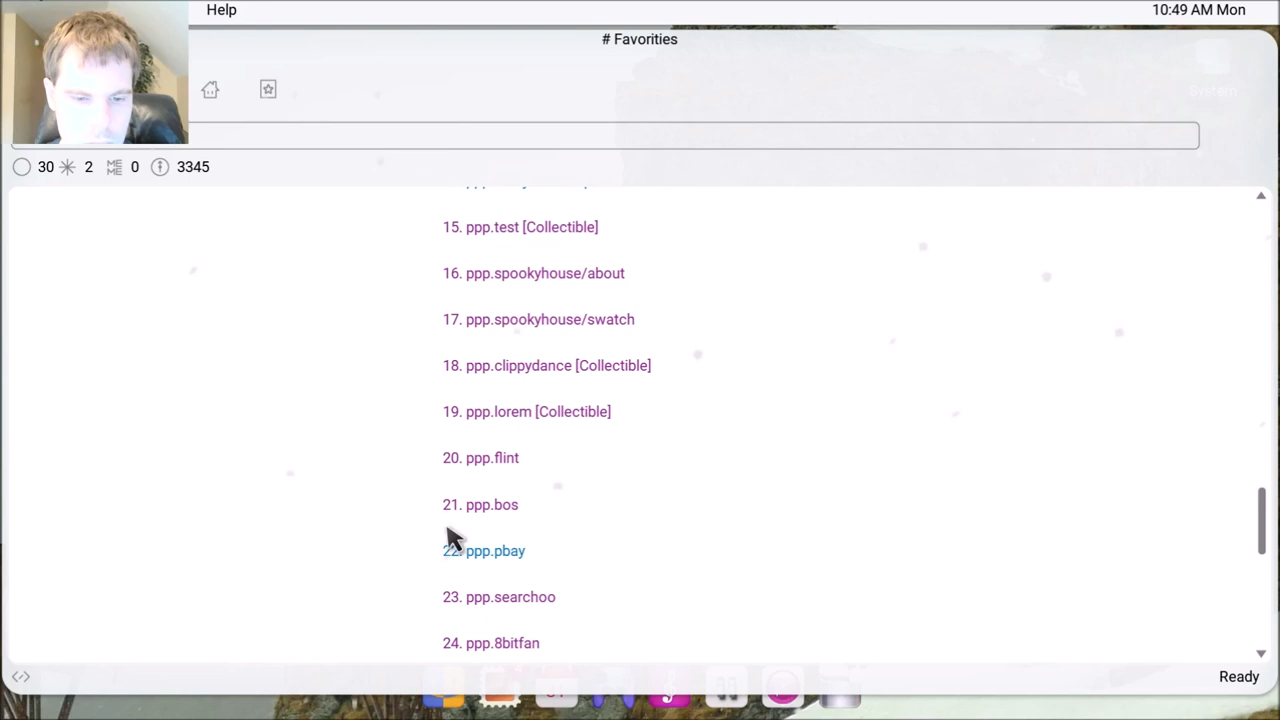 Help
10:49 AM Mon
# Favorities
System
30 2 0 3345
15. ppp.test [Collectible]
16. ppp.spookyhouse/about
17. ppp.spookyhouse/swatch
18. ppp.clippydance [Collectible]
19. ppp.lorem [Collectible]
20. ppp.flint
21. ppp.bos
22. ppp.pbay
23. ppp.searchoo
24. ppp.8bitfan
Ready